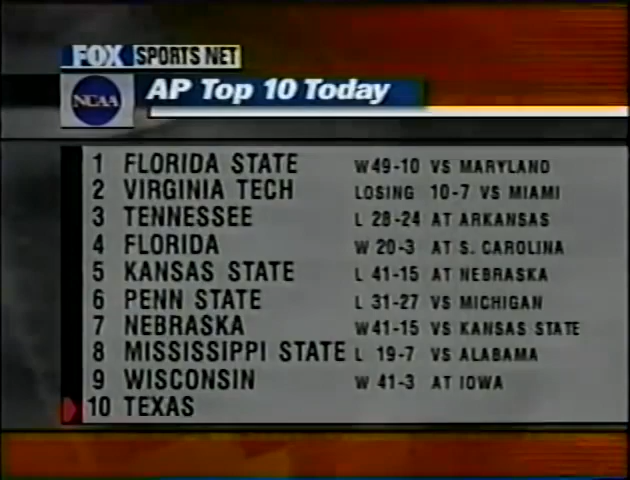 FOX SPORTS NET
NCAA AP Top 10 Today
1 FLORIDA STATE W 49-10 VS MARYLAND
2 VIRGINIA TECH LOSING 10-7 VS MIAMI
3 TENNESSEE L 28-24 AT ARKANSAS
4 FLORIDA W 20-3 AT S. CAROLINA
5 KANSAS STATE L 41-15 AT NEBRASKA
6 PENN STATE L 31-27 VS MICHIGAN
7 NEBRASKA W 41-15 VS KANSAS STATE
8 MISSISSIPPI STATE L 19-7 VS ALABAMA
9 WISCONSIN W 41-3 AT IOWA
10 TEXAS